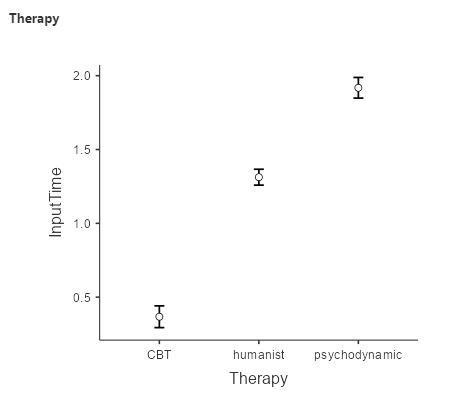 Therapy
2.0
1.5
1.0
0.5
InputTime
CBT humanist psychodynamic
Therapy